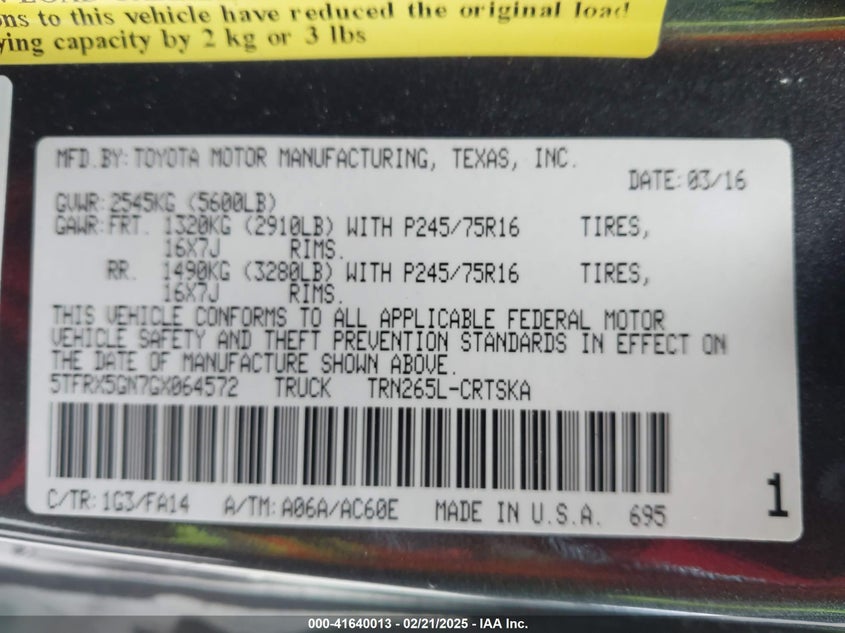 ons to this vehicle have reduced the original load
ying capacity by 2 kg or 3 lbs
MFD.BY:TOYOTA MOTOR MANUFACTURING, TEXAS, INC.
DATE:03/16
GVWR:2545KG (5600LB)
GAWR:FRT. 1320KG (2910LB) WITH P245/75R16 TIRES,
16X7J RIMS.
RR. 1490KG (3280LB) WITH P245/75R16 TIRES,
16X7J RIMS.
THIS VEHICLE CONFORMS TO ALL APPLICABLE FEDERAL MOTOR
VEHICLE SAFETY AND THEFT PREVENTION STANDARDS IN EFFECT ON
THE DATE OF MANUFACTURE SHOWN ABOVE.
5TFRX5GN7GX064572 TRUCK TRN265L-CRTSKA
C/TR:1G3/FA14 A/TM:A06A/AC60E MADE IN U.S.A. 695
1
000-41640013 - 02/21/2025 - IAA Inc.